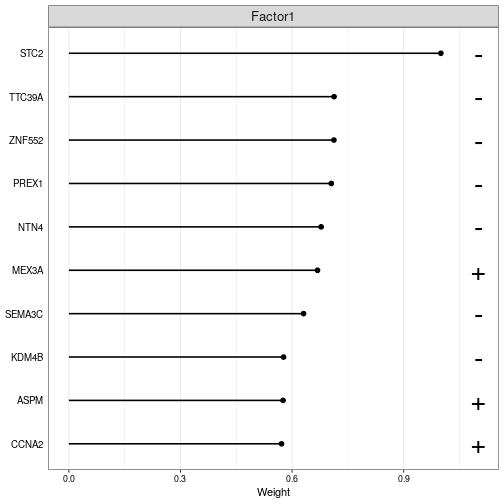 Factor1
STC2 -
TTC39A -
ZNF552 -
PREX1 -
NTN4 -
MEX3A +
SEMA3C -
KDM4B -
ASPM +
CCNA2 +
0.0 0.3 0.6 0.9
Weight